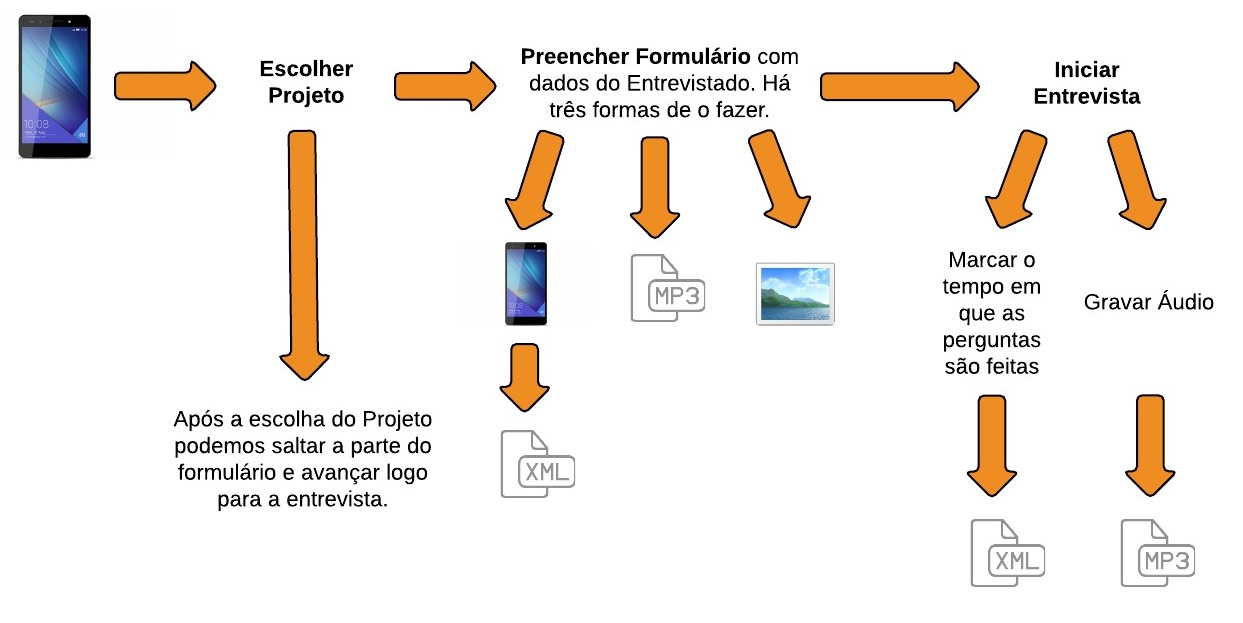 10:08
Escolher
Projeto
Preencher Formulário com
dados do Entrevistado. Há
três formas de o fazer.
Iniciar
Entrevista
MP3
Marcar o
tempo em
que as
perguntas
são feitas
Gravar Áudio
Após a escolha do Projeto
podemos saltar a parte do
formulário e avançar logo
para a entrevista.
XML
XML
MP3